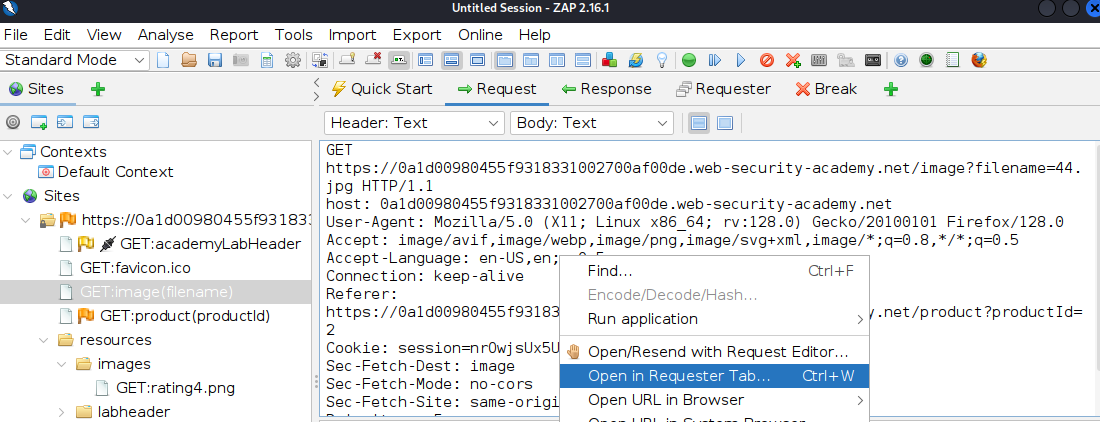 Untitled Session - ZAP 2.16.1
File Edit View Analyse Report Tools Import Export Online Help
Standard Mode
Sites
Quick Start Request Response Requester Break
Header: Text Body: Text
Contexts
Default Context
Sites
https://0a1d00980455f9318331
GET:academyLabHeader
GET:favicon.ico
GET:image(filename)
GET:product(productId)
resources
images
GET:rating4.png
labheader
GET
https://0a1d00980455f9318331002700af00de.web-security-academy.net/image?filename=44.
jpg HTTP/1.1
host: 0a1d00980455f9318331002700af00de.web-security-academy.net
User-Agent: Mozilla/5.0 (X11; Linux x86_64; rv:128.0) Gecko/20100101 Firefox/128.0
Accept: image/avif,image/webp,image/png,image/svg+xml,image/*;q=0.8,*/*;q=0.5
Accept-Language: en-US,en;
Connection: keep-alive
Referer:
https://0a1d00980455f93183 y.net/product?productId=
2
Cookie: session=nrOwjsUx5U
Sec-Fetch-Dest: image
Sec-Fetch-Mode: no-cors
Sec-Fetch-Site: same-origi
Find... Ctrl+F
Encode/Decode/Hash...
Run application
Open/Resend with Request Editor...
Open in Requester Tab... Ctrl+W
Open URL in Browser
Open URL in System Browser